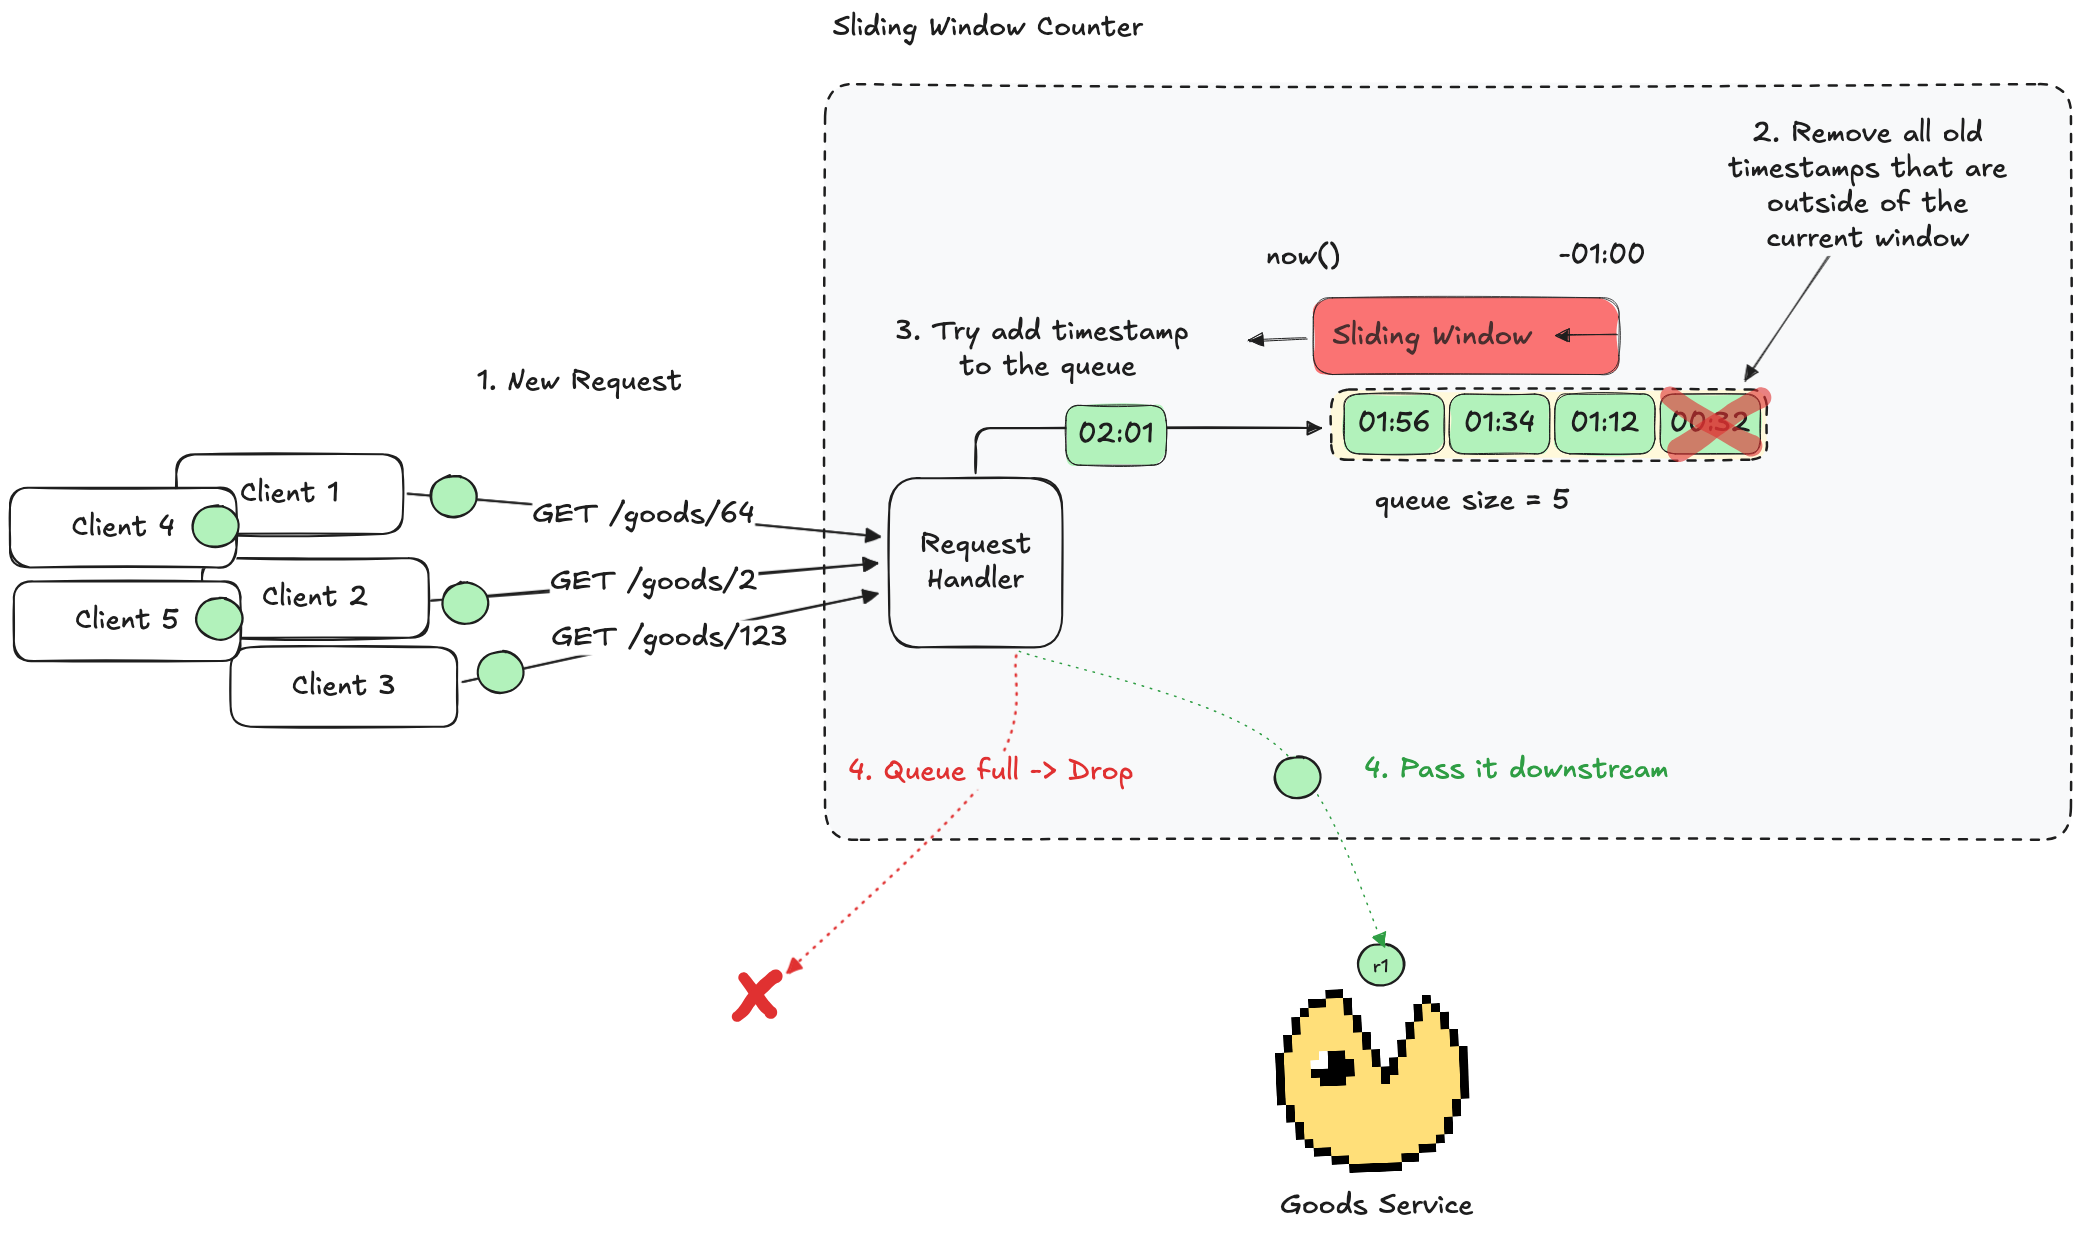 Sliding Window Counter
2. Remove all old
timestamps that are
outside of the
current window
now()
-01:00
3. Try add timestamp
to the queue
Sliding Window
1. New Request
02:01
01:56
01:34
01:12
00:32
queue size = 5
Client 1
Client 4
Client 2
Client 5
Client 3
GET /goods/64
GET /goods/2
GET /goods/123
Request
Handler
4. Queue full -> Drop
4. Pass it downstream
r1
Goods Service